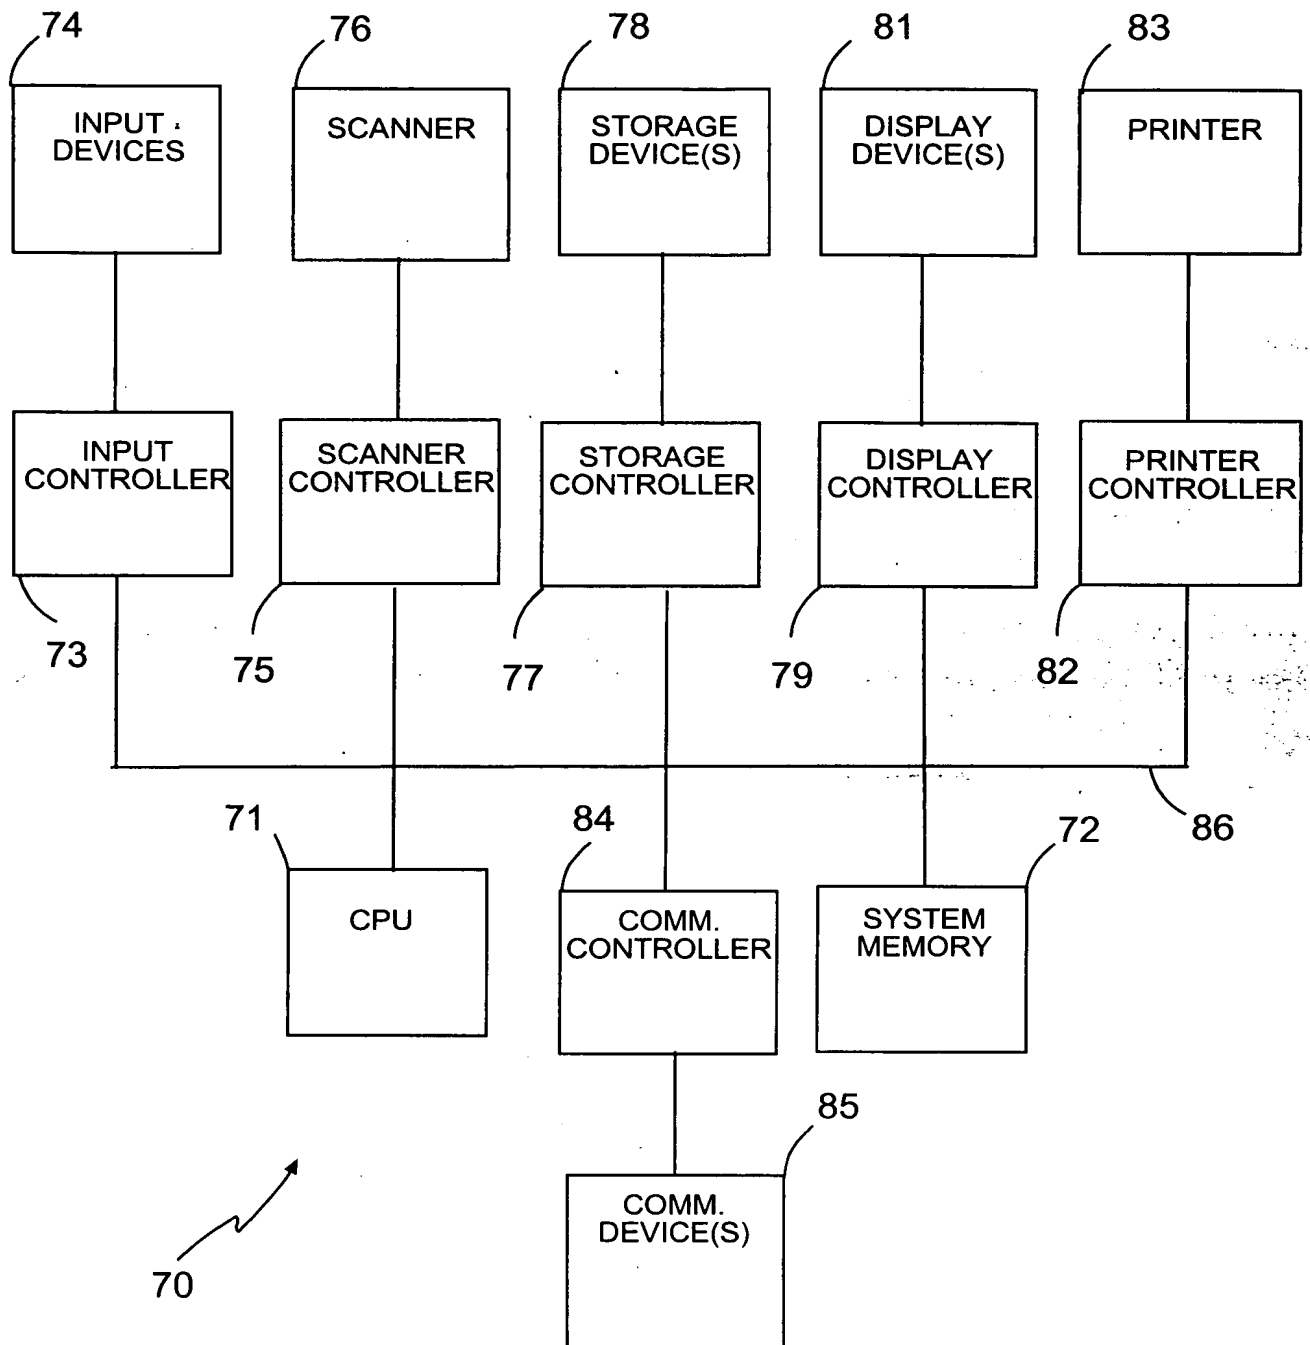 74
76
78
81
83
INPUT
DEVICES
SCANNER
STORAGE
DEVICE(S)
DISPLAY
DEVICE(S)
PRINTER
INPUT
CONTROLLER
SCANNER
CONTROLLER
STORAGE
CONTROLLER
DISPLAY
CONTROLLER
PRINTER
CONTROLLER
73
75
77
79
82
71
84
72
86
CPU
COMM.
CONTROLLER
SYSTEM
MEMORY
85
COMM.
DEVICE(S)
70